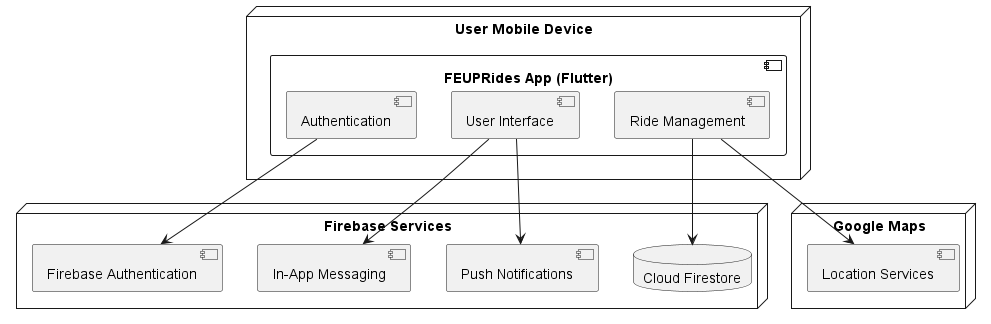 User Mobile Device
FEUPRides App (Flutter)
Authentication
User Interface
Ride Management
Firebase Services
Google Maps
Firebase Authentication
In-App Messaging
Push Notifications
Cloud Firestore
Location Services